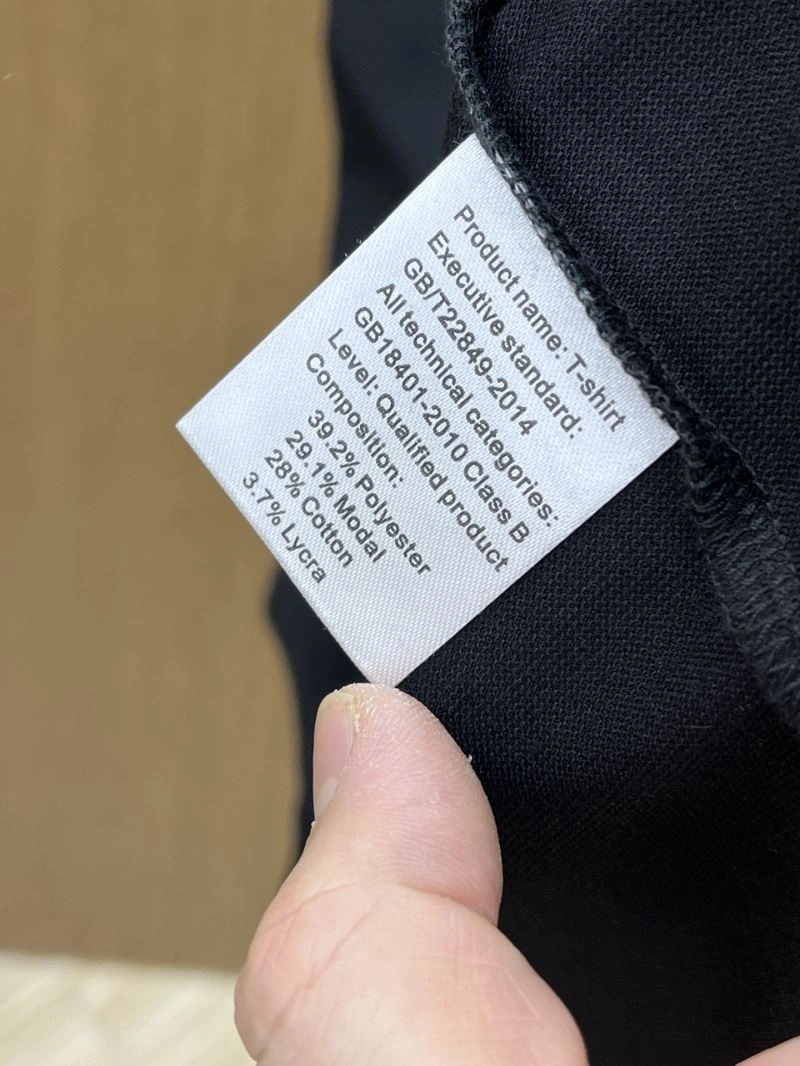 Product name: T-shirt
Executive standard:
GB/T22849-2014
All technical categories:
GB18401-2010 Class B
Level: Qualified product
Composition:
39.2% Polyester
29.1% Modal
28% Cotton
3.7% Lycra